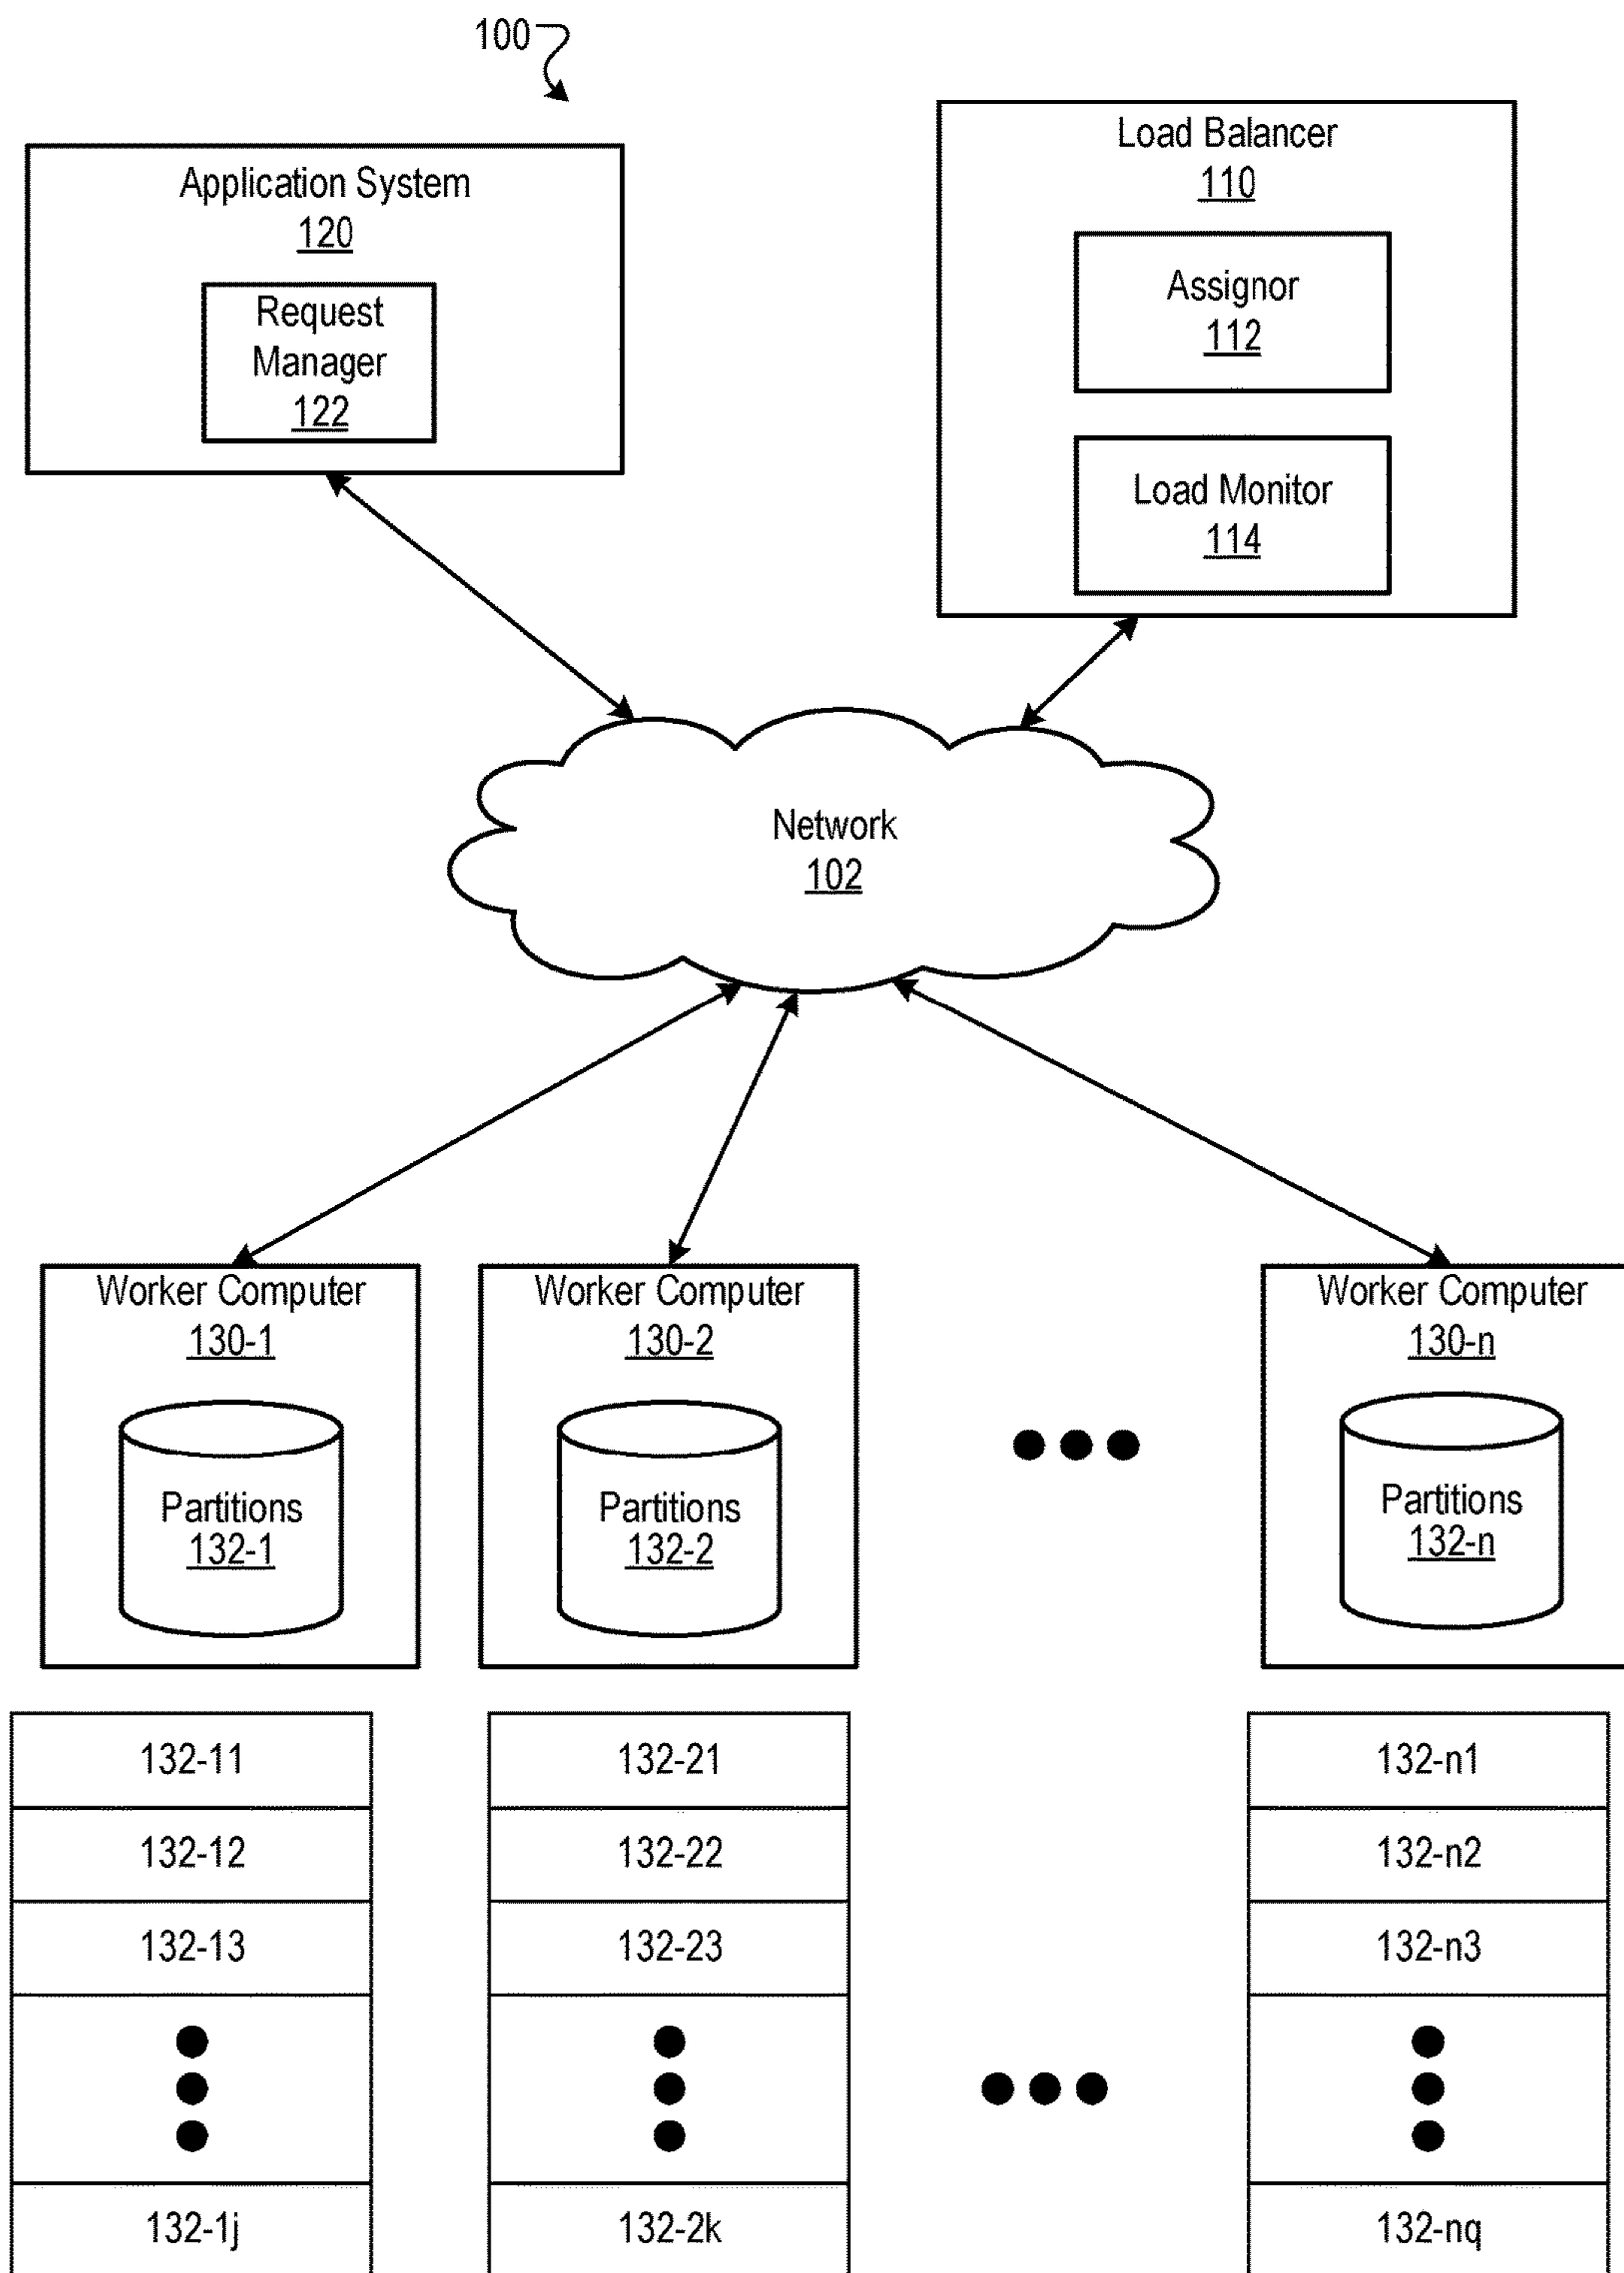 100
Application System
120
Request
Manager
122
Load Balancer
110
Assignor
112
Load Monitor
114
Network
102
Worker Computer
130-1
Partitions
132-1
Worker Computer
130-2
Partitions
132-2
Worker Computer
130-n
Partitions
132-n
132-11
132-12
132-13
132-1j
132-21
132-22
132-23
132-2k
132-n1
132-n2
132-n3
132-nq